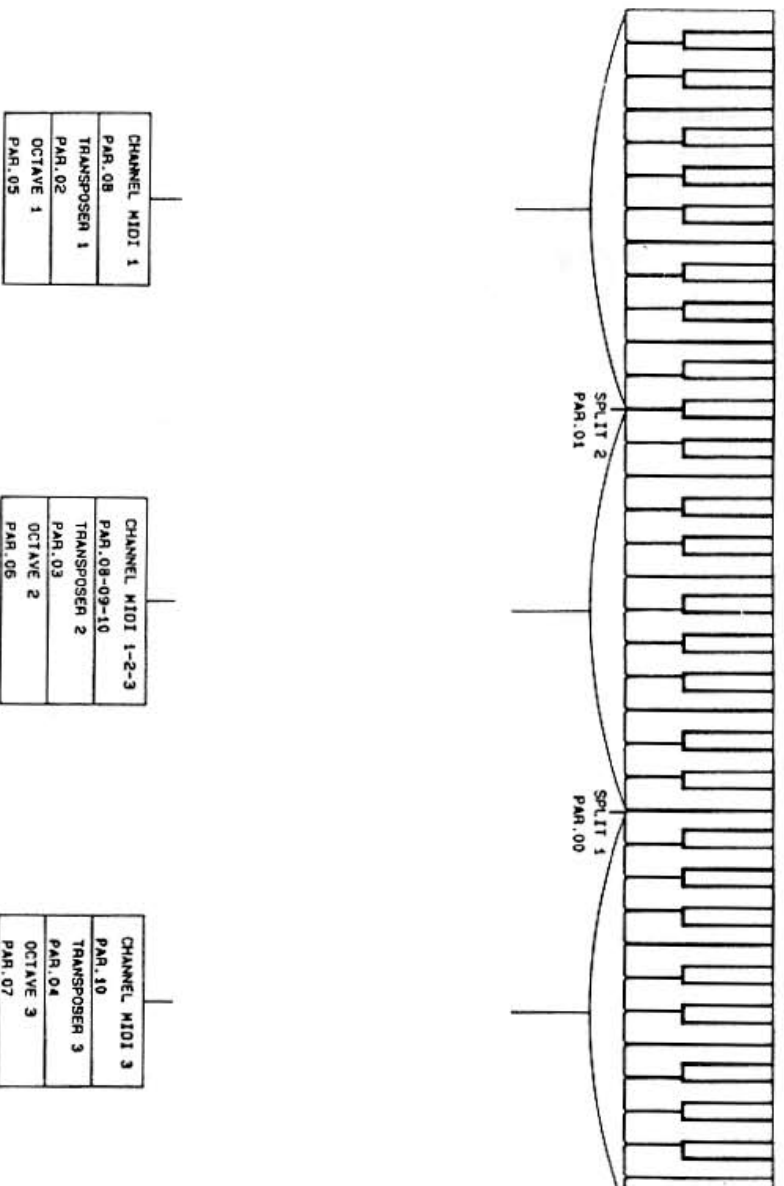 SPLIT 2
PAR.01
SPLIT 1
PAR.00
CHANNEL MIDI 1
PAR.08
TRANSPOSER 1
PAR.02
OCTAVE 1
PAR.05
CHANNEL MIDI 1-2-3
PAR.08-09-10
TRANSPOSER 2
PAR.03
OCTAVE 2
PAR.06
CHANNEL MIDI 3
PAR.10
TRANSPOSER 3
PAR.04
OCTAVE 3
PAR.07